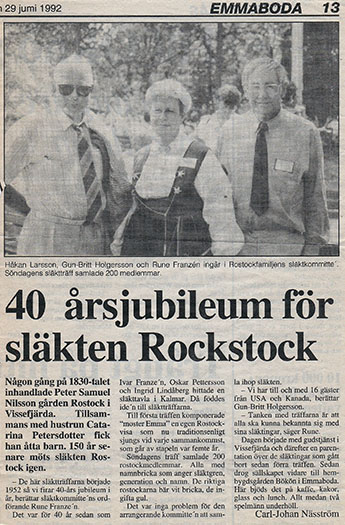 n 29 juni 1992
EMMABODA 13
Håkan Larsson, Gun-Britt Holgersson och Rune Franzén ingår i Rostockfamiljens släktkommitte´.
Söndagens släktträff samlade 200 medlemmar.
40 årsjubileum för
släkten Rockstock
Någon gång på 1830-talet
inhandlade Peter Samuel
Nilsson gården Rostock i
Vissefjärda. Tillsam-
mans med hustrun Cata-
rina Petersdotter fick
han åtta barn. 150 år se-
nare möts släkten Ros-
tock igen.
– De här släktträffarna började
1952 så vi firar 40-års jubileum i
år, berättar släktkommite´ns ord-
förande Rune Franze´n.
Det var för 40 år sedan som
Ivar Franze´n, Oskar Pettersson
och Ingrid Lindberg hittade en
släkttavla i Kalmar. Då föddes
ide´n till släktträffarna.
Till första träffen komponerade
"moster Emma" en egen Rostock-
visa som nu traditionsenligt
sjungs vid varje sammankomst,
som går av stapeln var femte år.
Söndagens träff samlade 200
rostockmedlemmar. Alla med
namnbricka som anger släktgren,
generation och namn. De riktiga
rostockarna bär vit bricka, de in-
gifta gul.
Det var inga problem för den
arrangerande kommitte´n att sam-
la ihop släkten.
– Vi har till och med 16 gäster
från USA och Kanada, berättar
Gun-Britt Holgersson.
– Tanken med träffarna är att
alla ska kunna bekanta sig med
sina släktingar, säger Rune.
Dagen började med gudstjänst i
Vissefjärda och därefter en paren-
tation över de släktingar som gått
bort sedan förra träffen. Sedan
drog sällskapet vidare till hem-
bygdsgården Bökön i Emmaboda.
Här bjöds det på kaffe, kakor,
glass och lunch. Allt medan två
spelmän underhöll.
Carl-Johan Näsström